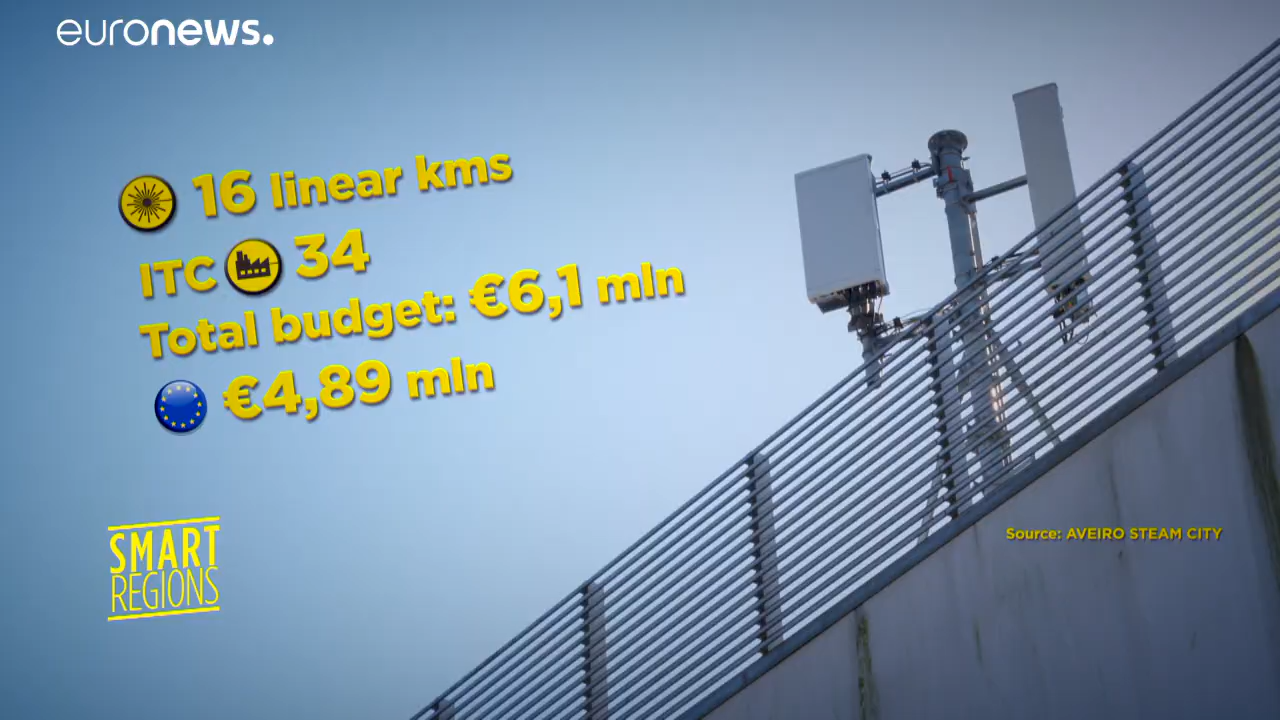 euronews.
16 linear kms
ITC 34
Total budget: €6,1 mln
€4,89 mln
SMART
REGIONS
Source: AVEIRO STEAM CITY